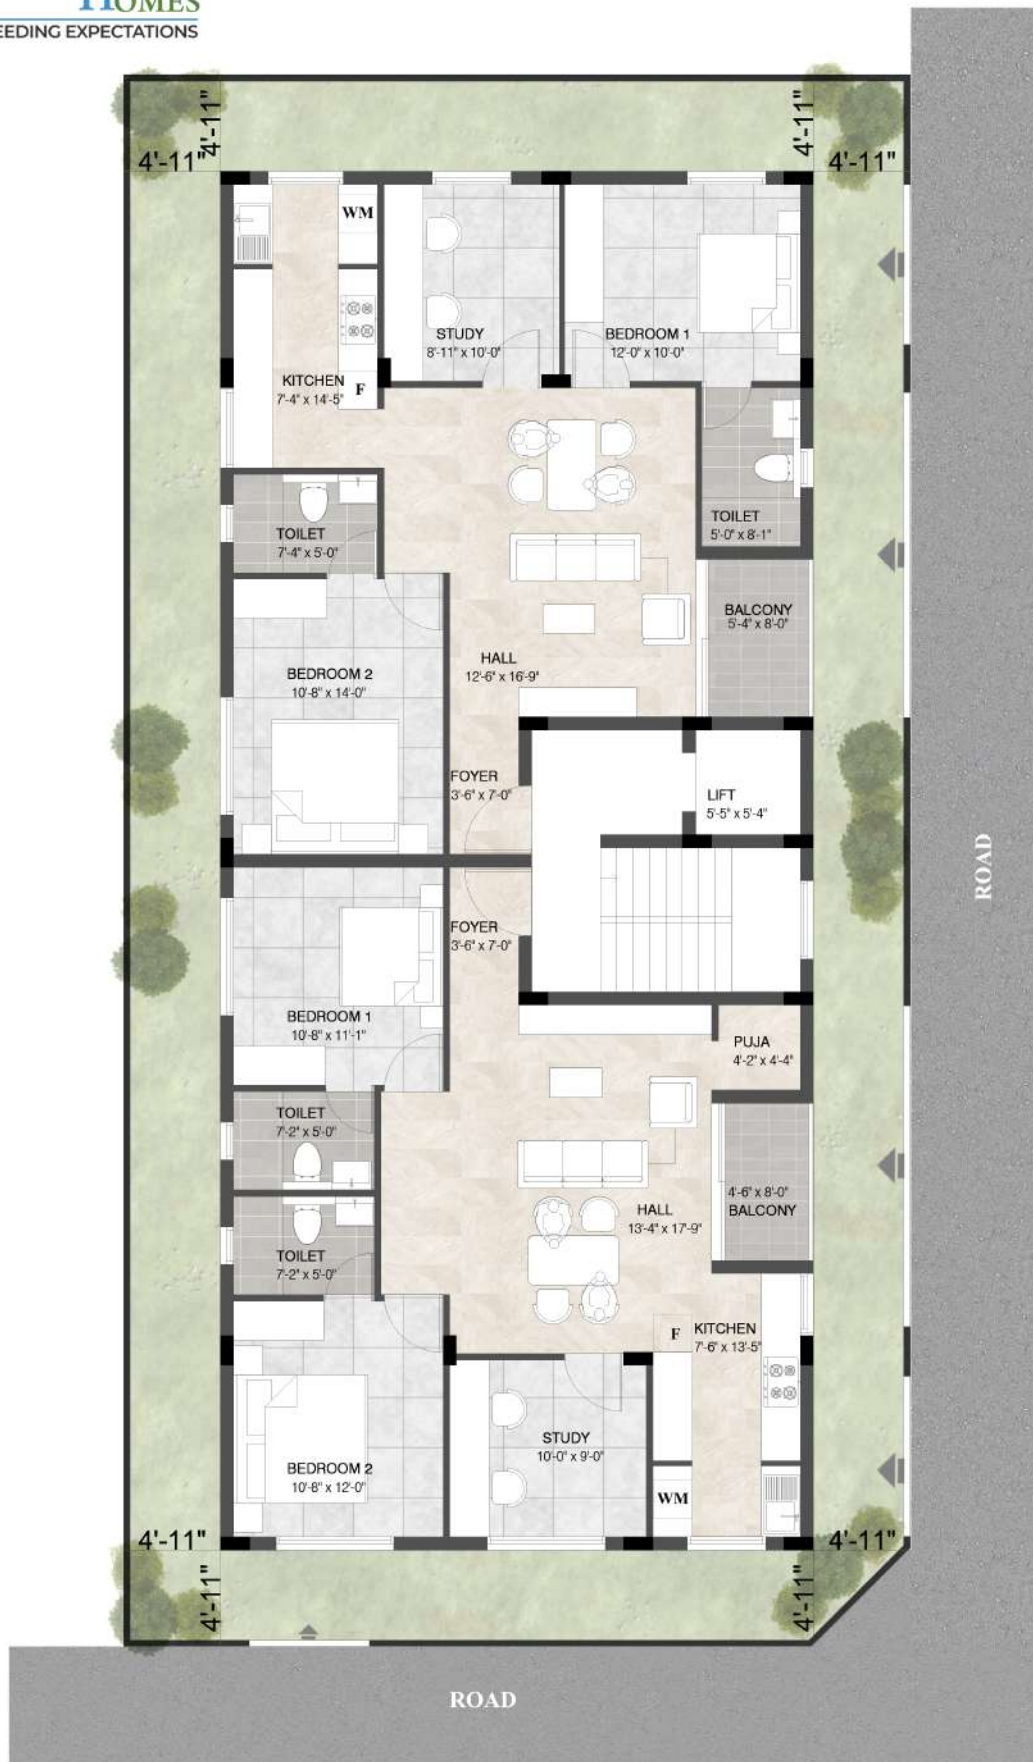 HOMES
EEDING EXPECTATIONS
4'-11"
4'-11"
4'-11"
4'-11"
WM
STUDY
8'-11" x 10'-0"
BEDROOM 1
12'-0" x 10'-0"
KITCHEN
7'-4" x 14'-5"
F
TOILET
5'-0" x 8'-1"
TOILET
7'-4" x 5'-0"
BALCONY
5'-4" x 8'-0"
HALL
12'-6" x 16'-9"
BEDROOM 2
10'-8" x 14'-0"
FOYER
3'-6" x 7'-0"
LIFT
5'-5" x 5'-4"
ROAD
FOYER
3'-6" x 7'-0"
BEDROOM 1
10'-8" x 11'-1"
PUJA
4'-2" x 4'-4"
TOILET
7'-2" x 5'-0"
4'-6" x 8'-0"
BALCONY
HALL
13'-4" x 17'-9"
TOILET
7'-2" x 5'-0"
F
KITCHEN
7'-6" x 13'-5"
STUDY
10'-0" x 9'-0"
BEDROOM 2
10'-8" x 12'-0"
WM
4'-11"
4'-11"
4'-11"
4'-11"
ROAD